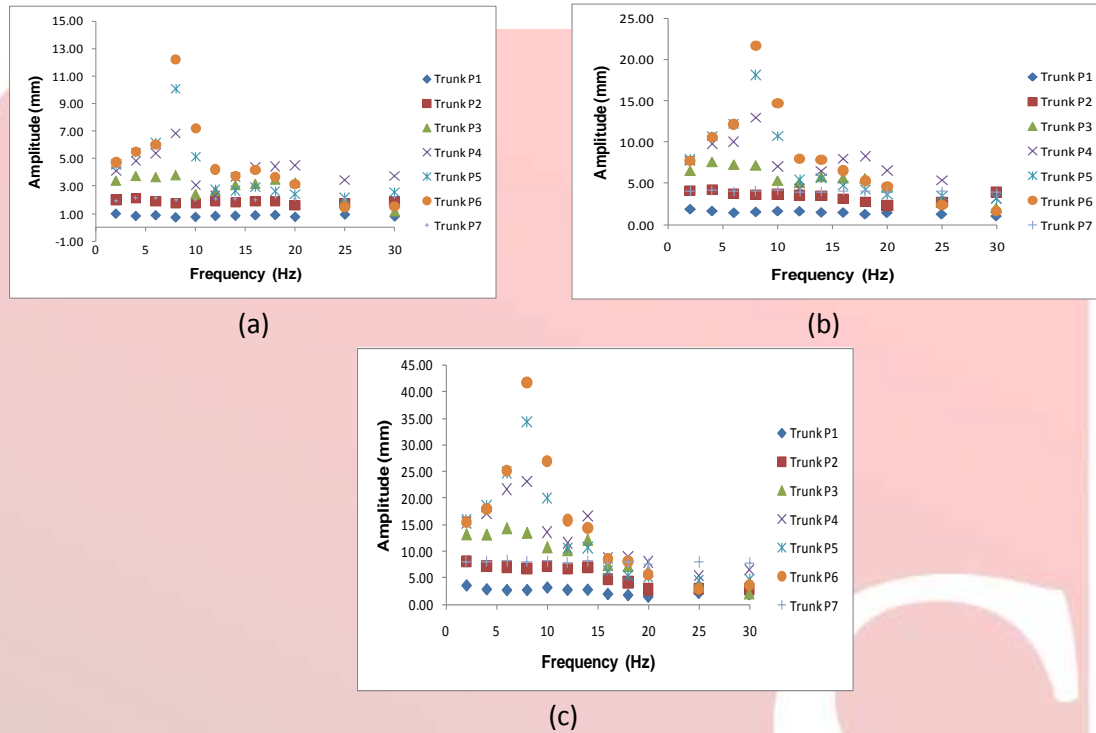 15.00
13.00
11.00
9.00
7.00
5.00
3.00
1.00
-1.00
Amplitude (mm)
0 5 10 15 20 25 30
Frequency (Hz)
Trunk P1
Trunk P2
Trunk P3
Trunk P4
Trunk P5
Trunk P6
Trunk P7
(a)
25.00
20.00
15.00
10.00
5.00
0.00
Amplitude (mm)
0 5 10 15 20 25 30
Frequency (Hz)
Trunk P1
Trunk P2
Trunk P3
Trunk P4
Trunk P5
Trunk P6
Trunk P7
(b)
45.00
40.00
35.00
30.00
25.00
20.00
15.00
10.00
5.00
0.00
Amplitude (mm)
0 5 10 15 20 25 30
Frequency (Hz)
Trunk P1
Trunk P2
Trunk P3
Trunk P4
Trunk P5
Trunk P6
Trunk P7
(c)